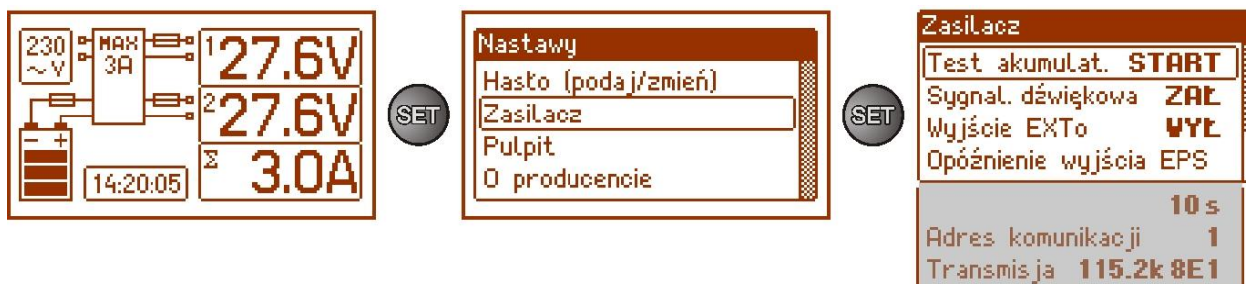 230
~V
MAX
3A
1 27.6V
2 27.6V
Σ 3.0A
- +
14:20:05
SET
Nastawy
Hasło (podaj/zmień)
Zasilacz
Pulpit
O producencie
SET
Zasilacz
Test akumulat. START
Sygnal. dźwiękowa ZAŁ
Wyjście EXTo WYŁ
Opóźnienie wyjścia EPS
10 s
Adres komunikacji 1
Transmisja 115.2k 8E1